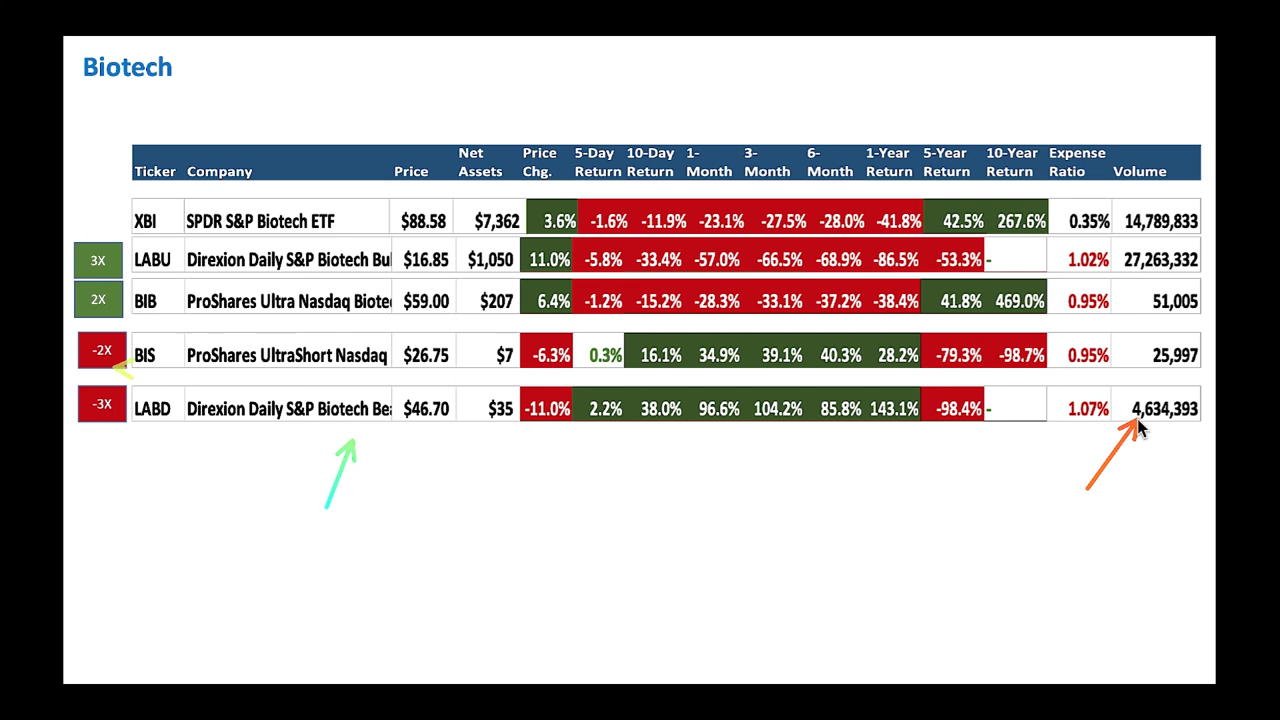 Biotech
Ticker Company Price Net Assets Price Chg. 5-Day Return 10-Day Return 1-Month 3-Month 6-Month 1-Year Return 5-Year Return 10-Year Return Expense Ratio Volume
XBI SPDR S&P Biotech ETF $88.58 $7,362 3.6% -1.6% -11.9% -23.1% -27.5% -28.0% -41.8% 42.5% 267.6% 0.35% 14,789,833
3X LABU Direxion Daily S&P Biotech Bu $16.85 $1,050 11.0% -5.8% -33.4% -57.0% -66.5% -68.9% -86.5% -53.3% - 1.02% 27,263,332
2X BIB ProShares Ultra Nasdaq Biotec $59.00 $207 6.4% -1.2% -15.2% -28.3% -33.1% -37.2% -38.4% 41.8% 469.0% 0.95% 51,005
-2X BIS ProShares UltraShort Nasdaq $26.75 $7 -6.3% 0.3% 16.1% 34.9% 39.1% 40.3% 28.2% -79.3% -98.7% 0.95% 25,997
-3X LABD Direxion Daily S&P Biotech Bea $46.70 $35 -11.0% 2.2% 38.0% 96.6% 104.2% 85.8% 143.1% -98.4% - 1.07% 4,634,393